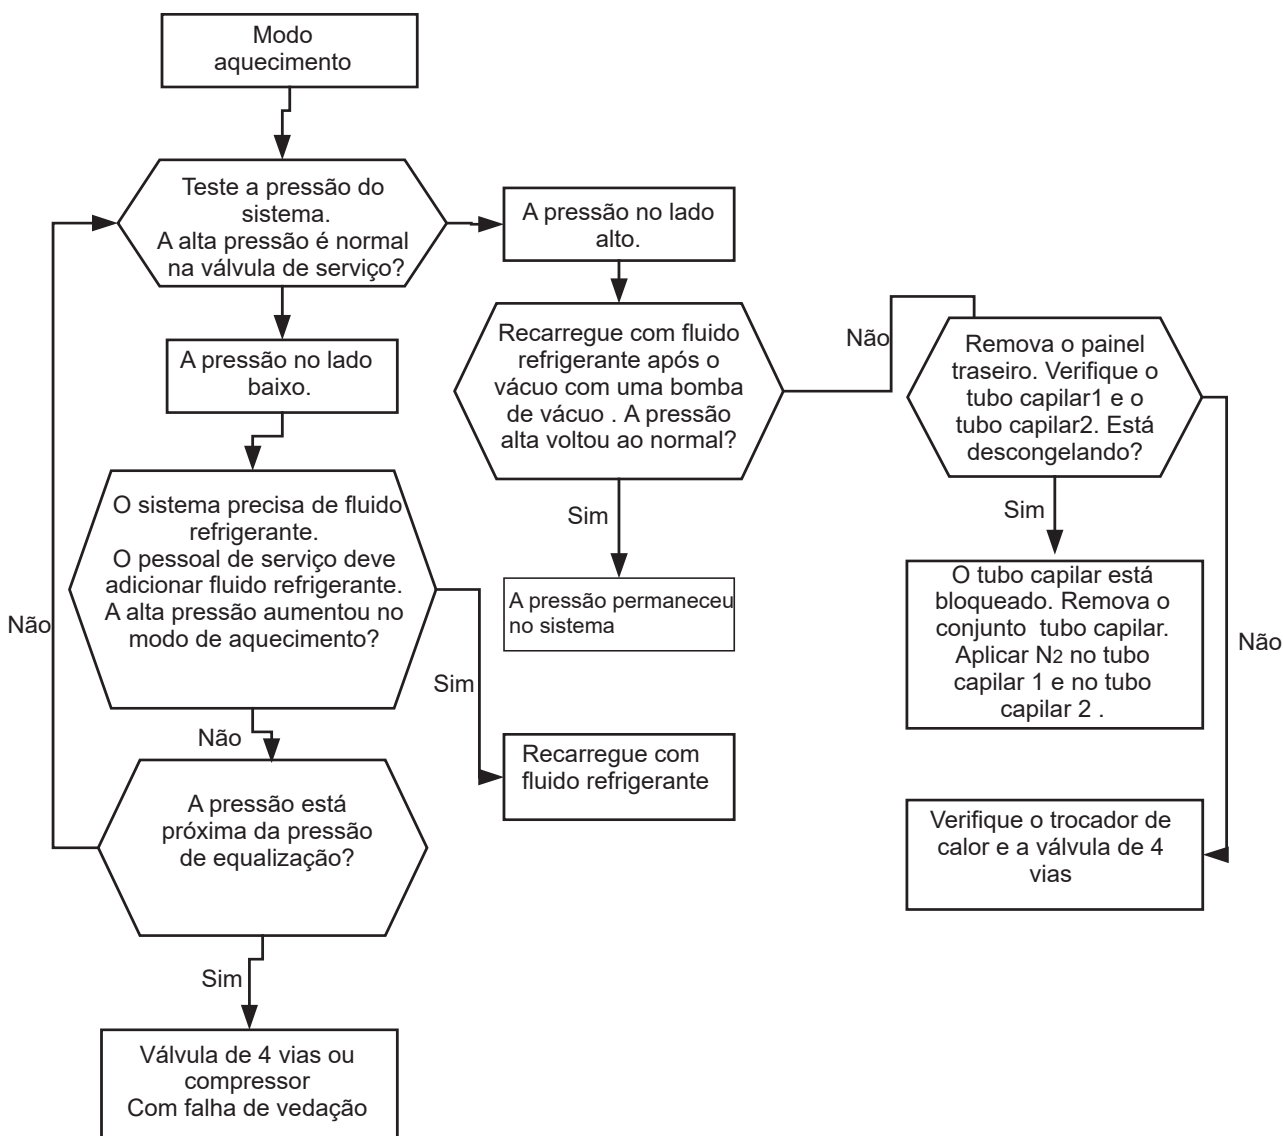 Modo
aquecimento
Teste a pressão do
sistema.
A alta pressão é normal
na válvula de serviço?
A pressão no lado
alto.
A pressão no lado
baixo.
Recarregue com fluido
refrigerante após o
vácuo com uma bomba
de vácuo . A pressão
alta voltou ao normal?
Não
Remova o painel
traseiro. Verifique o
tubo capilar1 e o
tubo capilar2. Está
descongelando?
O sistema precisa de fluido
refrigerante.
O pessoal de serviço deve
adicionar fluido refrigerante.
A alta pressão aumentou no
modo de aquecimento?
Sim
Sim
A pressão permaneceu
no sistema
O tubo capilar está
bloqueado. Remova o
conjunto  tubo capilar.
Aplicar N2 no tubo
capilar 1 e no tubo
capilar 2 .
Não
Não
Sim
Não
Recarregue com
fluido refrigerante
A pressão está
próxima da pressão
de equalização?
Verifique o trocador de
calor e a válvula de 4
vias
Sim
Válvula de 4 vias ou
compressor
Com falha de vedação